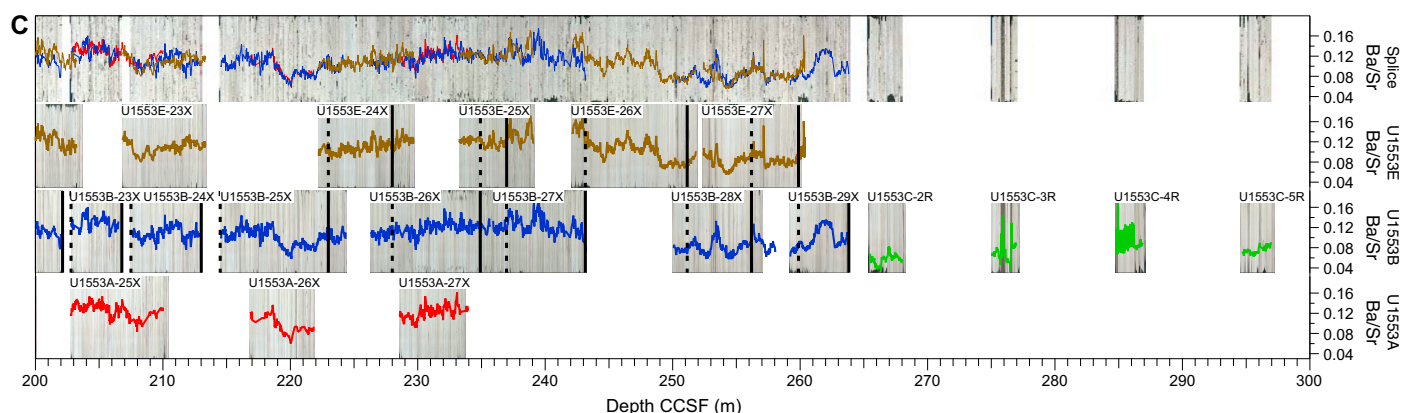 C
0.16
0.12
0.08
0.04
Splice
Ba/Sr
U1553E-23X
U1553E-24X
U1553E-25X
U1553E-26X
U1553E-27X
0.16
0.12
0.08
0.04
U1553E
Ba/Sr
U1553B-23X
U1553B-24X
U1553B-25X
U1553B-26X
U1553B-27X
U1553B-28X
U1553B-29X
U1553C-2R
U1553C-3R
U1553C-4R
U1553C-5R
0.16
0.12
0.08
0.04
U1553B
Ba/Sr
U1553A-25X
U1553A-26X
U1553A-27X
0.16
0.12
0.08
0.04
U1553A
Ba/Sr
200
210
220
230
240
250
260
270
280
290
300
Depth CCSF (m)